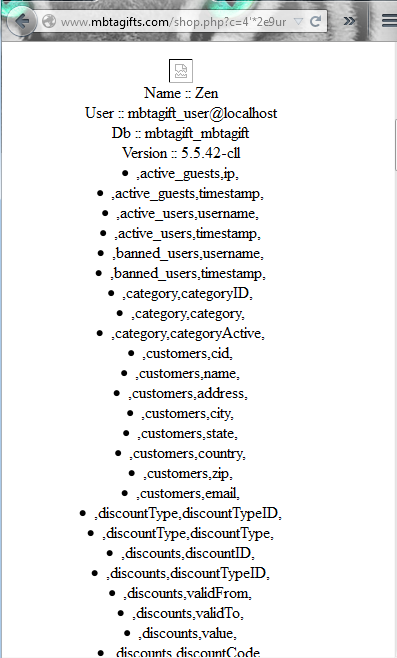 www.mbtagifts.com/shop.php?c=4'*2e9ur
Name :: Zen
User :: mbtagift_user@localhost
Db :: mbtagift_mbtagift
Version :: 5.5.42-cll
• ,active_guests,ip,
• ,active_guests,timestamp,
• ,active_users,username,
• ,active_users,timestamp,
• ,banned_users,username,
• ,banned_users,timestamp,
• ,category,categoryID,
• ,category,category,
• ,category,categoryActive,
• ,customers,cid,
• ,customers,name,
• ,customers,address,
• ,customers,city,
• ,customers,state,
• ,customers,country,
• ,customers,zip,
• ,customers,email,
• ,discountType,discountTypeID,
• ,discountType,discountType,
• ,discounts,discountID,
• ,discounts,discountTypeID,
• ,discounts,validFrom,
• ,discounts,validTo,
• ,discounts,value,
• ,discounts,discountCode,